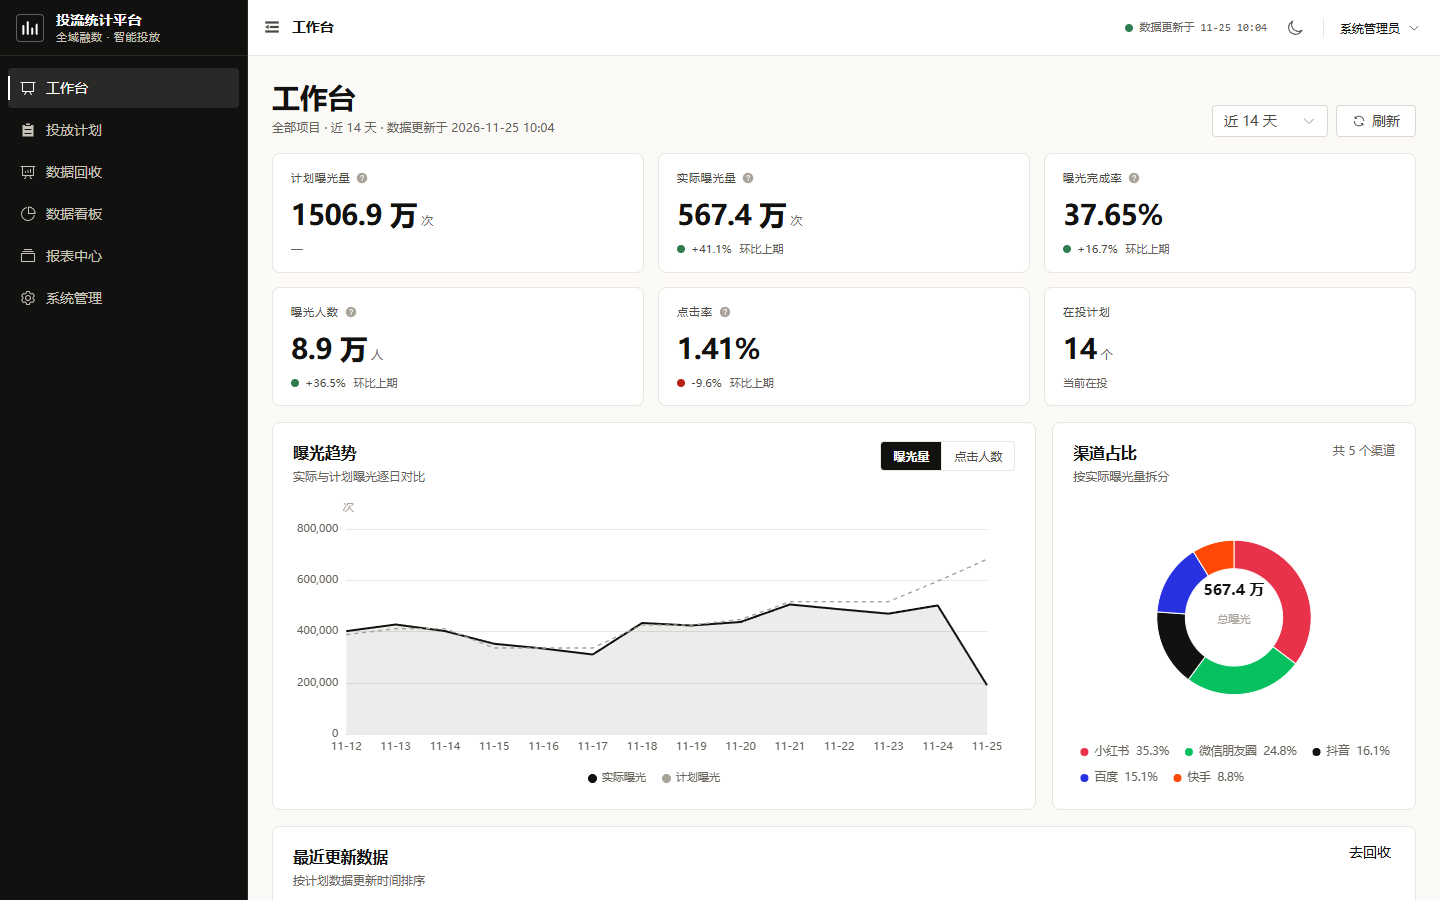 投流统计平台
全域融数 · 智能投放
工作台
投放计划
数据回收
数据看板
报表中心
系统管理
工作台
数据更新于 11-25 10:04
系统管理员
工作台
全部项目 · 近 14 天 · 数据更新于 2026-11-25 10:04
近 14 天
刷新
计划曝光量
1506.9 万 次
—
实际曝光量
567.4 万 次
+41.1% 环比上期
曝光完成率
37.65%
+16.7% 环比上期
曝光人数
8.9 万 人
+36.5% 环比上期
点击率
1.41%
-9.6% 环比上期
在投计划
14 个
当前在投
曝光趋势
实际与计划曝光逐日对比
曝光量 点击人数
次
800,000
600,000
400,000
200,000
0
11-12 11-13 11-14 11-15 11-16 11-17 11-18 11-19 11-20 11-21 11-22 11-23 11-24 11-25
实际曝光 计划曝光
渠道占比
共 5 个渠道
按实际曝光量拆分
567.4 万
总曝光
小红书 35.3% 微信朋友圈 24.8% 抖音 16.1%
百度 15.1% 快手 8.8%
最近更新数据
去回收
按计划数据更新时间排序